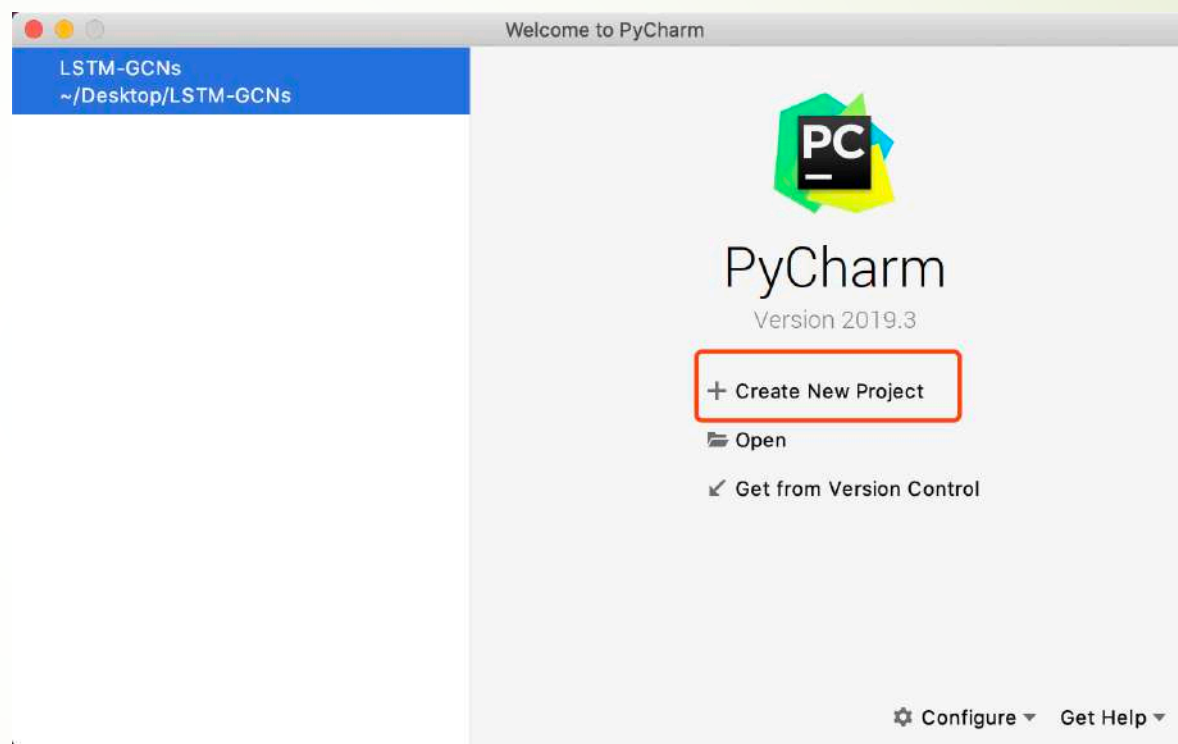 Welcome to PyCharm
LSTM-GCNs
~/Desktop/LSTM-GCNs
PC
PyCharm
Version 2019.3
Create New Project
Open
Get from Version Control
Configure
Get Help